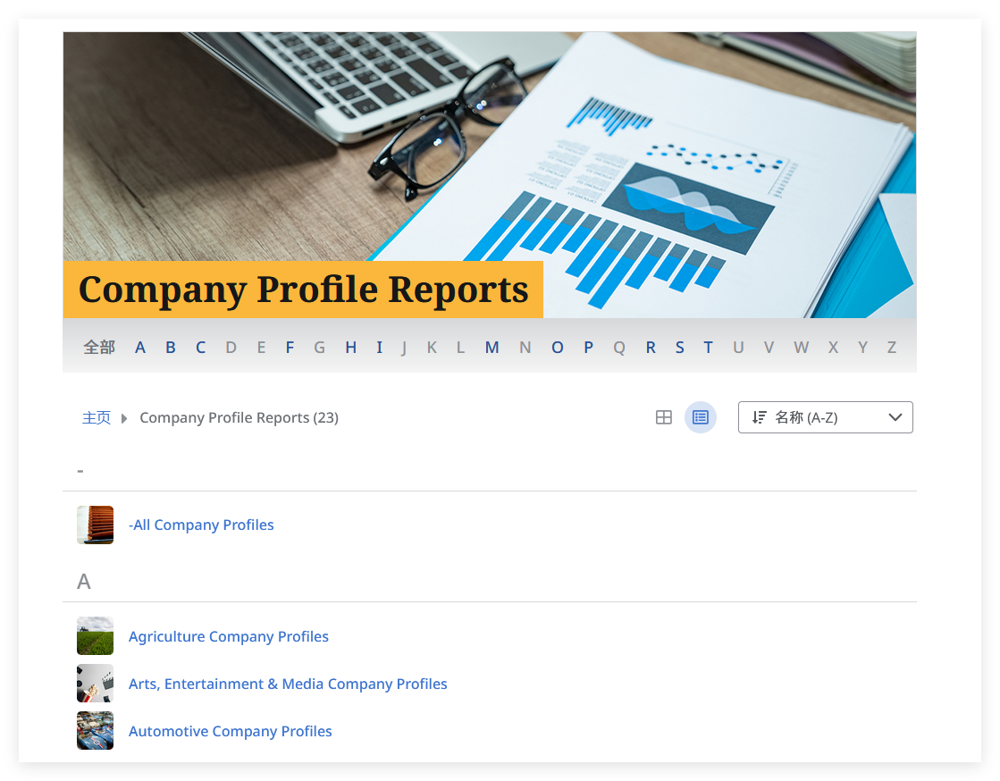 Company Profile Reports
全部 A B C D E F G H I J K L M N O P Q R S T U V W X Y Z
主页 Company Profile Reports (23) 名称 (A-Z)
-
-All Company Profiles
A
Agriculture Company Profiles
Arts, Entertainment & Media Company Profiles
Automotive Company Profiles